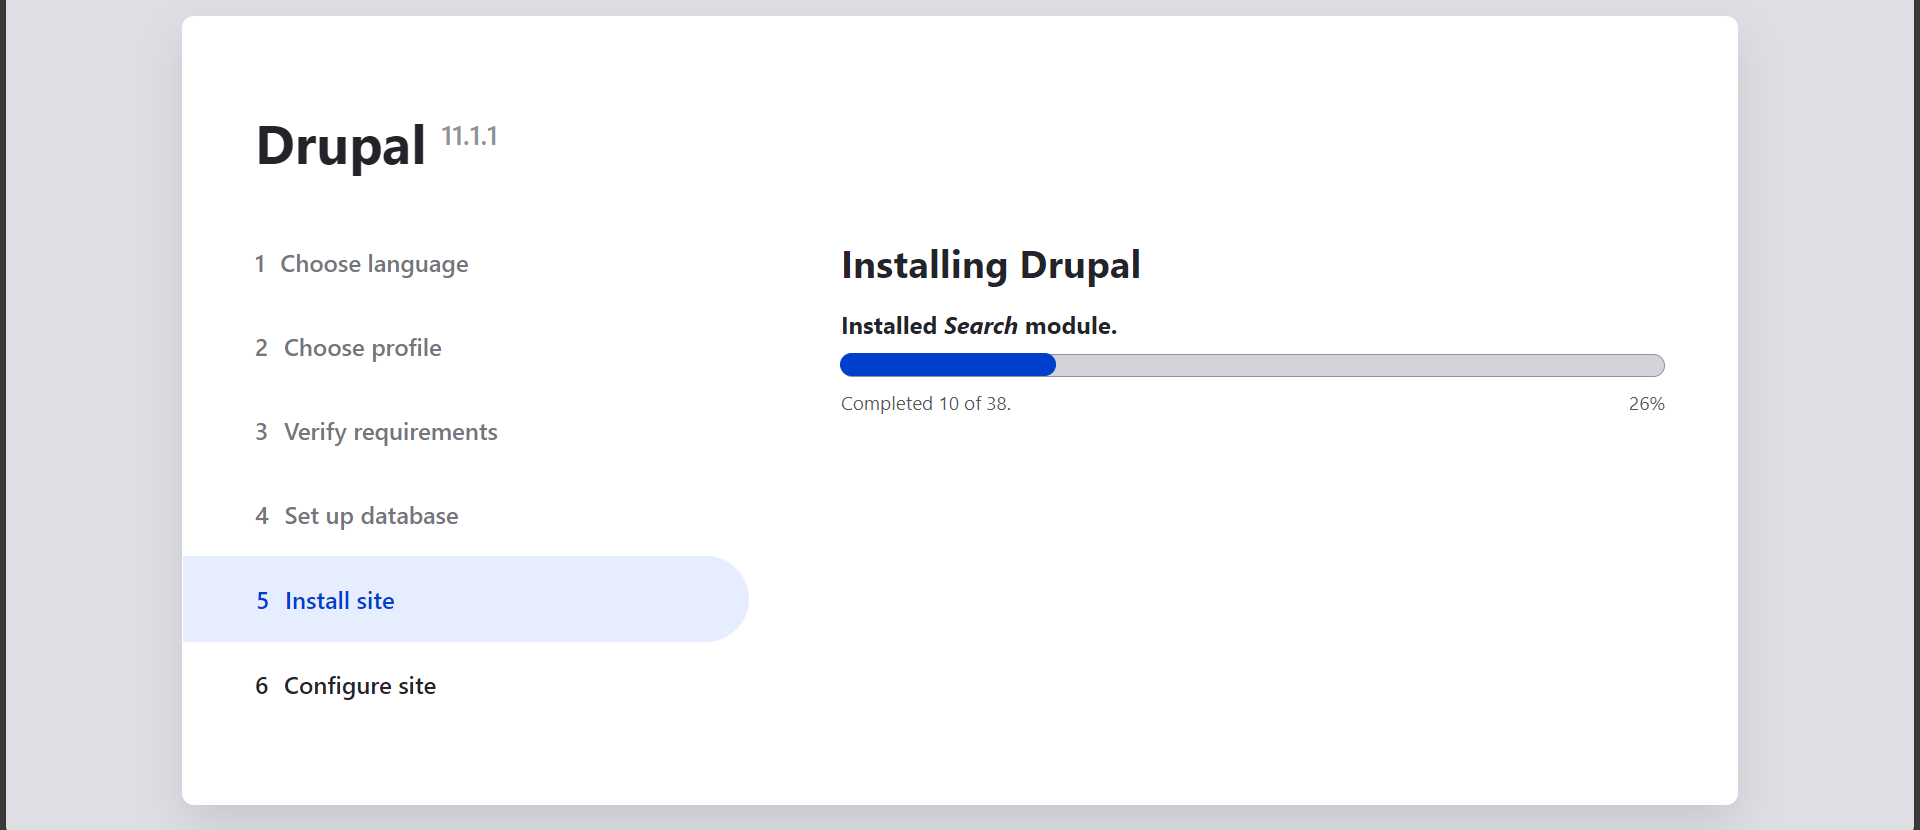 Drupal 11.1.1
1 Choose language
2 Choose profile
3 Verify requirements
4 Set up database
5 Install site
6 Configure site
Installing Drupal
Installed Search module.
Completed 10 of 38. 26%